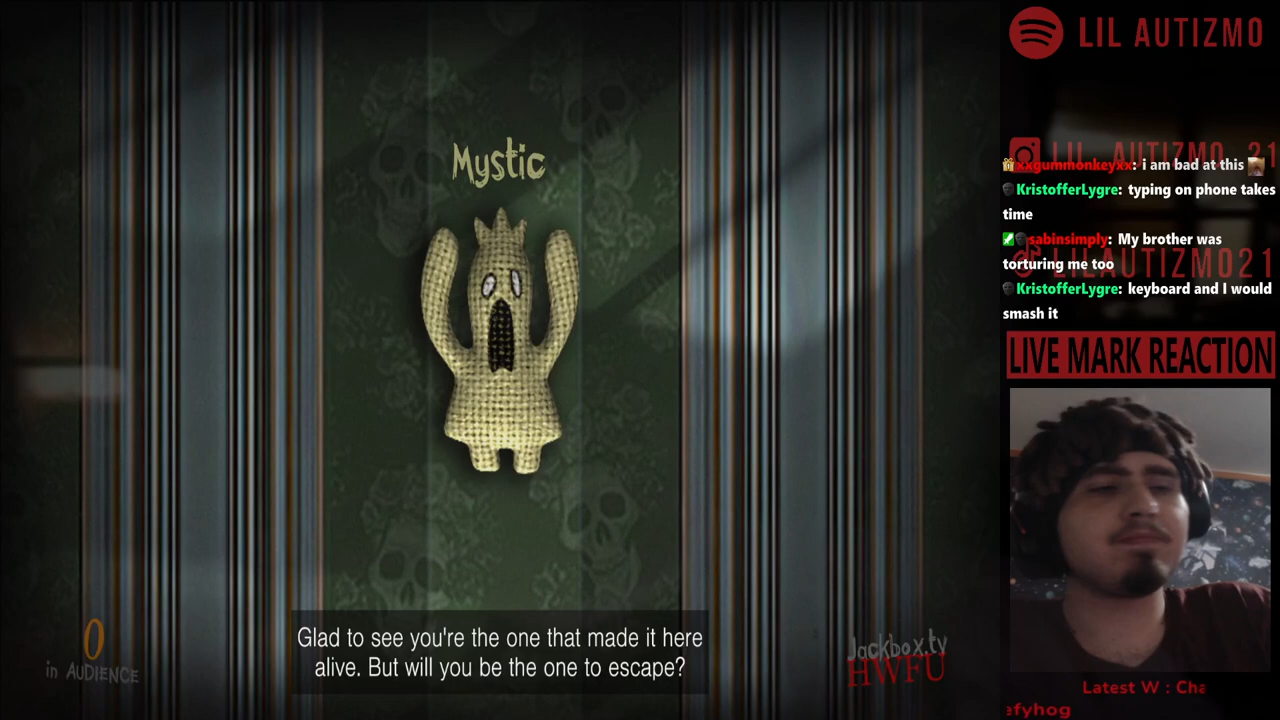 LIL AUTIZMO
LIL_AUTIZMO_21
xxgummonkeyxx: i am bad at this
KristofferLygre: typing on phone takes
time
sabinsimply: My brother was
torturing me too
LILAUTIZMO21
KristofferLygre: keyboard and I would
smash it
LIVE MARK REACTION
Mystic
Glad to see you're the one that made it here
alive. But will you be the one to escape?
0
in AUDIENCE
Jackbox.tv
HWFU
Latest W : Cha
efyhog